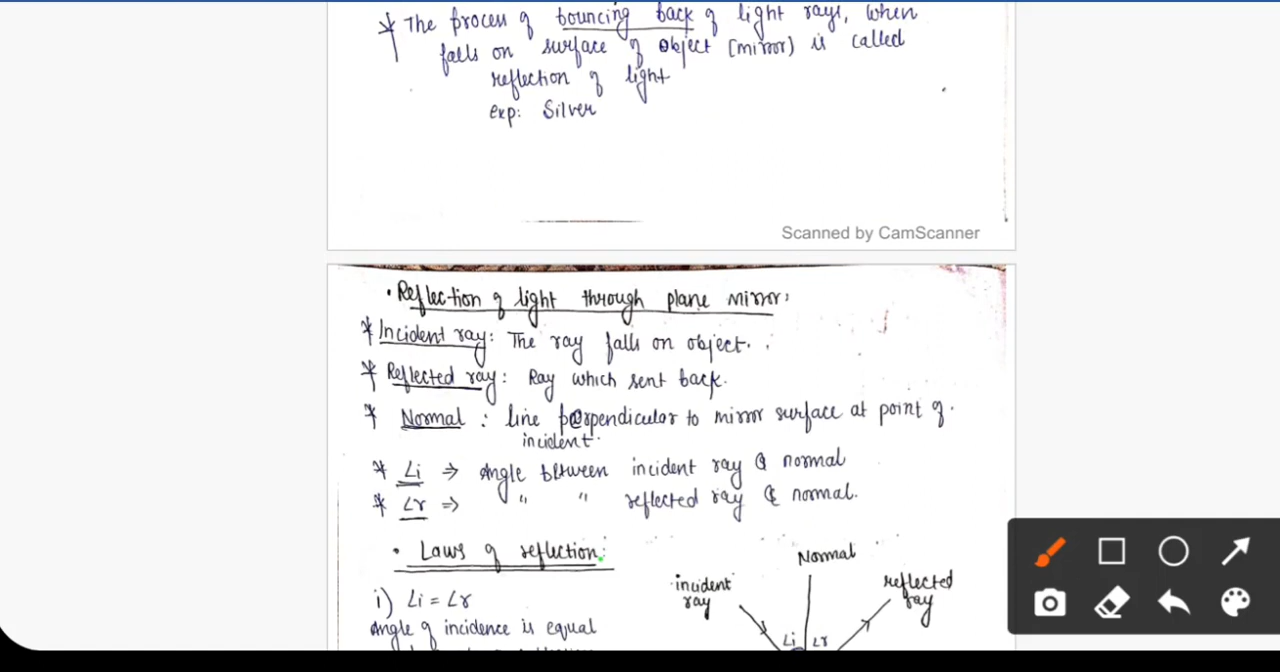 * The process of bouncing back of light rays, when
falls on surface of object [mirror) is called
reflection of light
exp: Silver
Scanned by CamScanner
• Reflection of light through plane mirror:
* Incident ray: The ray falls on object.
* Reflected ray: Ray which sent back.
* Normal : line perpendicular to mirror surface at point of
incident.
* ∠i ⇒ Angle between incident ray & normal
* ∠r ⇒ " " reflected ray & normal.
• Laws of reflection:
Normal
incident ray
reflected ray
i) ∠i = ∠r
∠i ∠r
Angle of incidence is equal